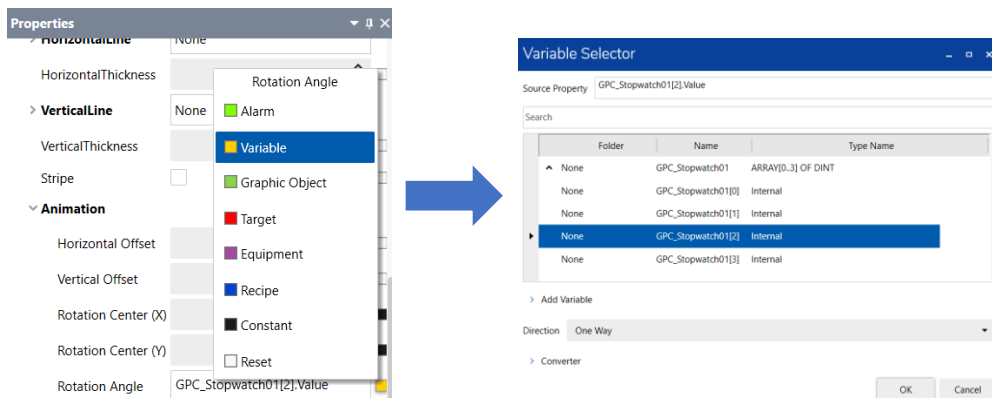 Properties
HorizontalLine None
HorizontalThickness
VerticalLine None
VerticalThickness
Stripe
Animation
Horizontal Offset
Vertical Offset
Rotation Center (X)
Rotation Center (Y)
Rotation Angle GPC_Stopwatch01[2].Value
Rotation Angle
Alarm
Variable
Graphic Object
Target
Equipment
Recipe
Constant
Reset
Variable Selector
Source Property GPC_Stopwatch01[2].Value
Search
Folder Name Type Name
None GPC_Stopwatch01 ARRAY[0..3] OF DINT
None GPC_Stopwatch01[0] Internal
None GPC_Stopwatch01[1] Internal
None GPC_Stopwatch01[2] Internal
None GPC_Stopwatch01[3] Internal
Add Variable
Direction One Way
Converter
OK Cancel